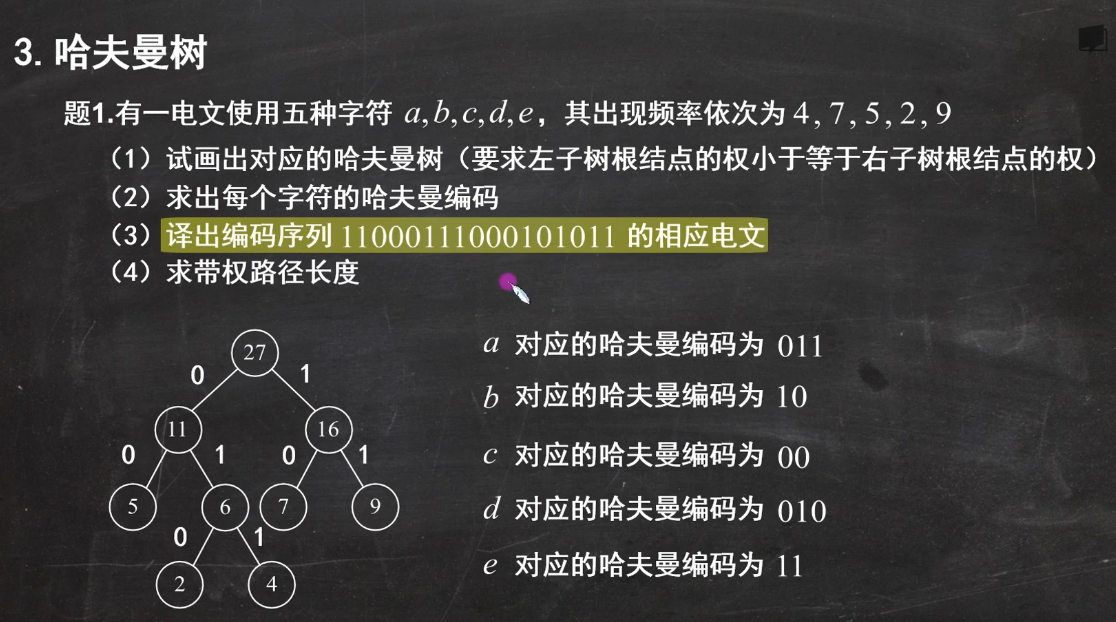 3. 哈夫曼树
题1.有一电文使用五种字符 a,b,c,d,e，其出现频率依次为 4, 7, 5, 2, 9
（1）试画出对应的哈夫曼树（要求左子树根结点的权小于等于右子树根结点的权）
（2）求出每个字符的哈夫曼编码
（3）译出编码序列 11000111000101011 的相应电文
（4）求带权路径长度
27
0 1
11 16
0 1 0 1
5 6 7 9
0 1
2 4
a 对应的哈夫曼编码为 011
b 对应的哈夫曼编码为 10
c 对应的哈夫曼编码为 00
d 对应的哈夫曼编码为 010
e 对应的哈夫曼编码为 11